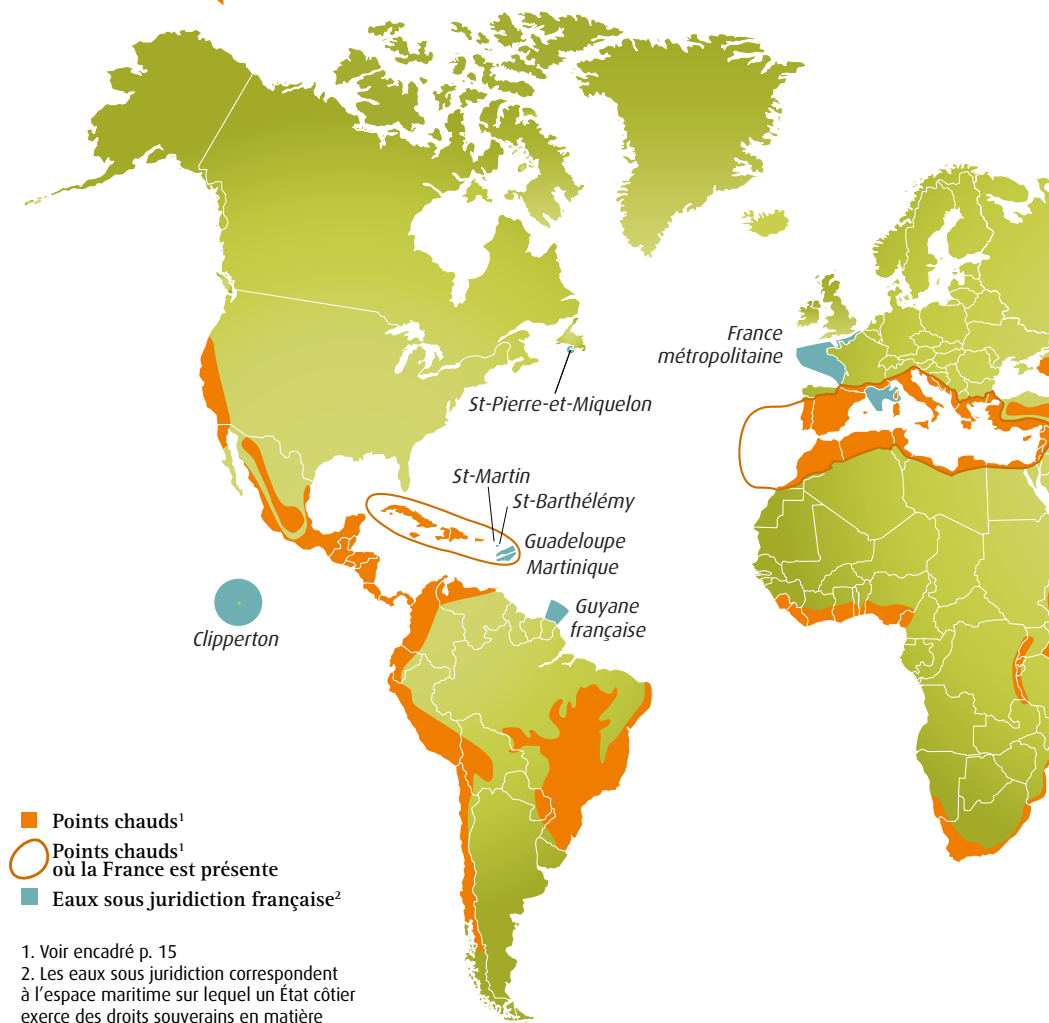 France
métropolitaine
St-Pierre-et-Miquelon
St-Martin
St-Barthélémy
Guadeloupe
Martinique
Guyane
française
Clipperton
Points chauds¹
Points chauds¹
où la France est présente
Eaux sous juridiction française²
1. Voir encadré p. 15
2. Les eaux sous juridiction correspondent
à l’espace maritime sur lequel un État côtier
exerce des droits souverains en matière